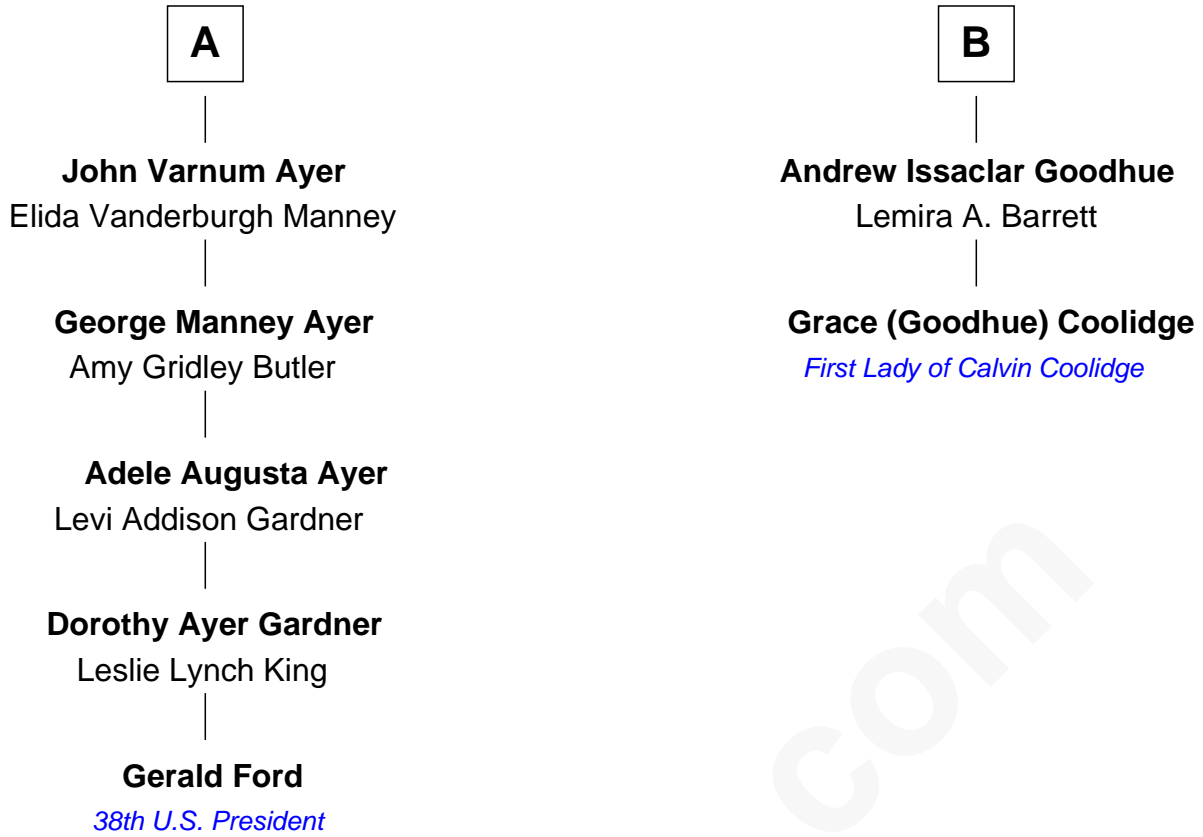 A
John Varnum Ayer
Elida Vanderburgh Manney
George Manney Ayer
Amy Gridley Butler
Adele Augusta Ayer
Levi Addison Gardner
Dorothy Ayer Gardner
Leslie Lynch King
Gerald Ford
38th U.S. President
B
Andrew Issaclar Goodhue
Lemira A. Barrett
Grace (Goodhue) Coolidge
First Lady of Calvin Coolidge
com